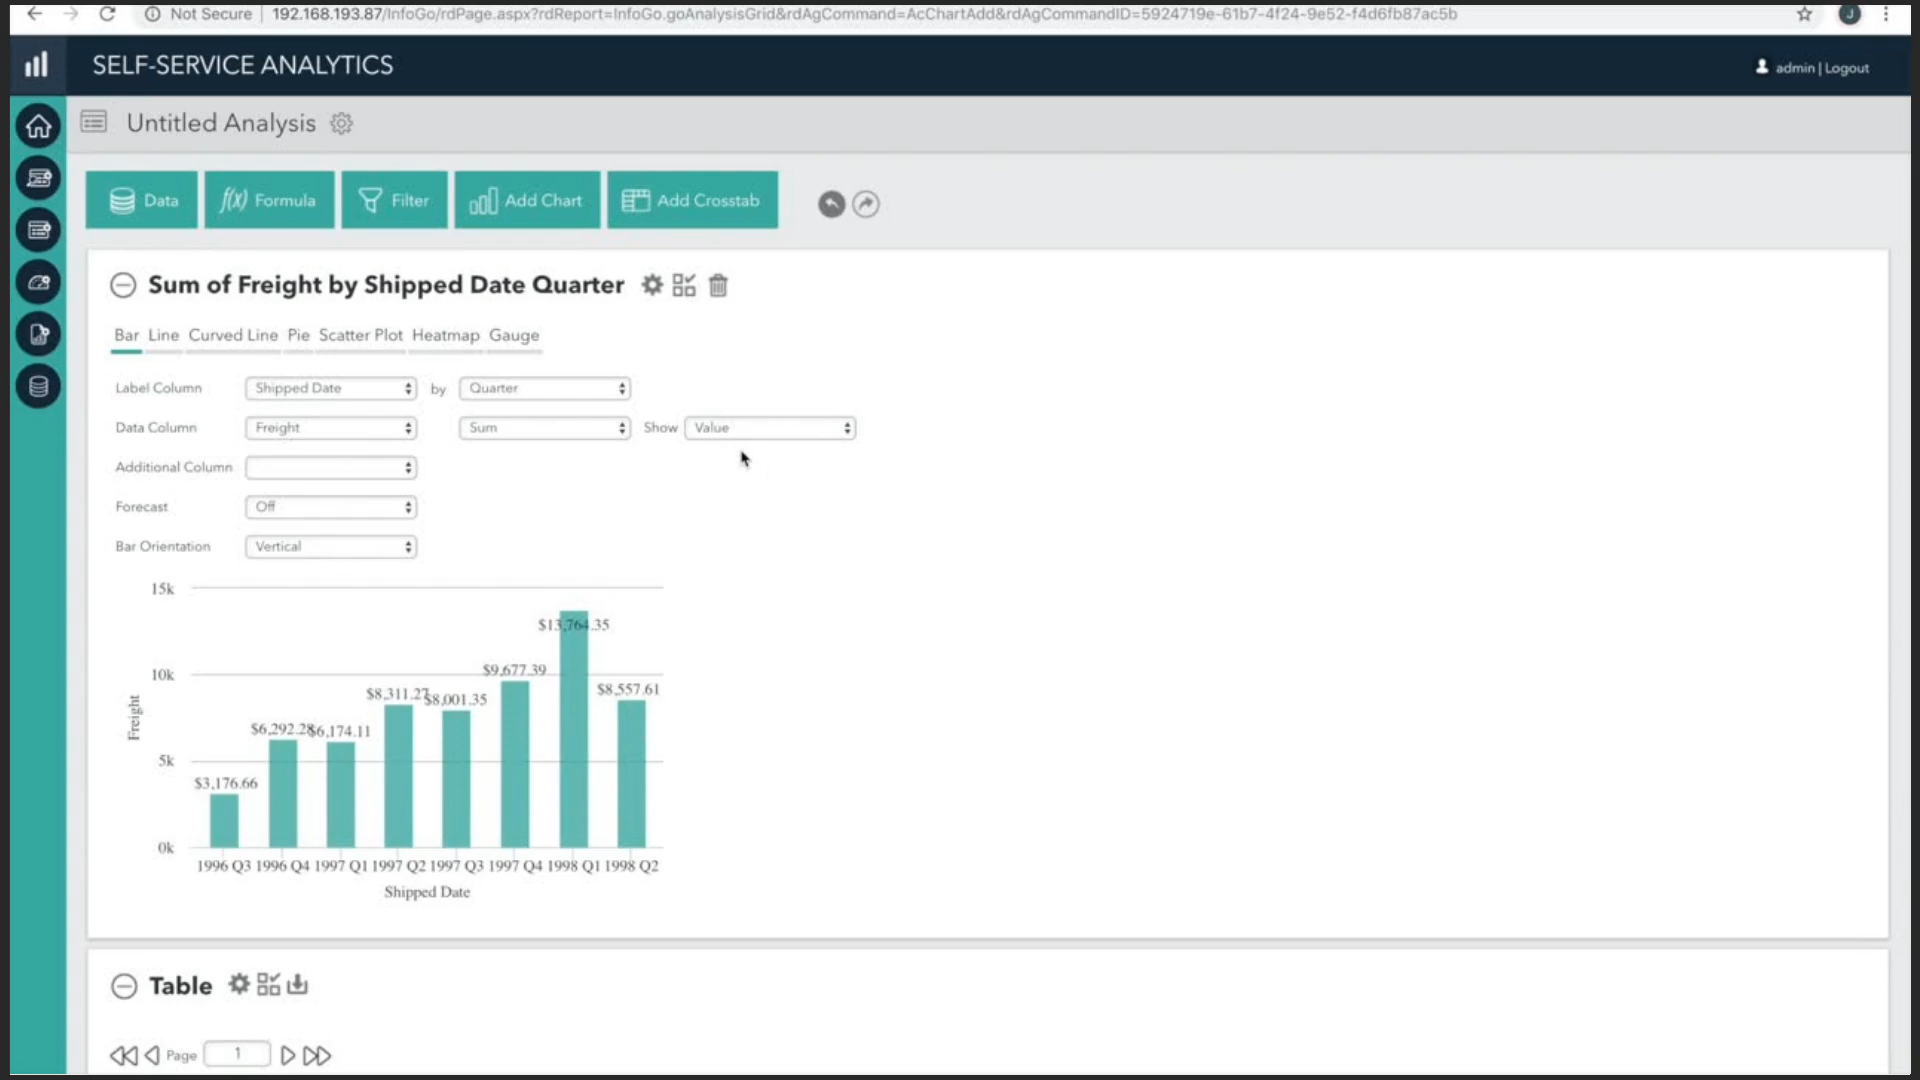 Not Secure | 192.168.193.87/InfoGo/rdPage.aspx?rdReport=InfoGo.goAnalysisGrid&rdAgCommand=AcChartAdd&rdAgCommandID=5924719e-61b7-4f24-9e52-f4d6fb87ac5b J
SELF-SERVICE ANALYTICS
admin | Logout
Untitled Analysis
Data f(x) Formula Filter Add Chart Add Crosstab
Sum of Freight by Shipped Date Quarter
Bar Line Curved Line Pie Scatter Plot Heatmap Gauge
Label Column Shipped Date by Quarter
Data Column Freight Sum Show Value
Additional Column
Forecast Off
Bar Orientation Vertical
15k
$13,764.35
10k
$9,677.39
$8,311.27 $8,001.35 $8,557.61
Freight
$6,292.28 $6,174.11
5k
$3,176.66
0k
1996 Q3 1996 Q4 1997 Q1 1997 Q2 1997 Q3 1997 Q4 1998 Q1 1998 Q2
Shipped Date
Table
Page 1